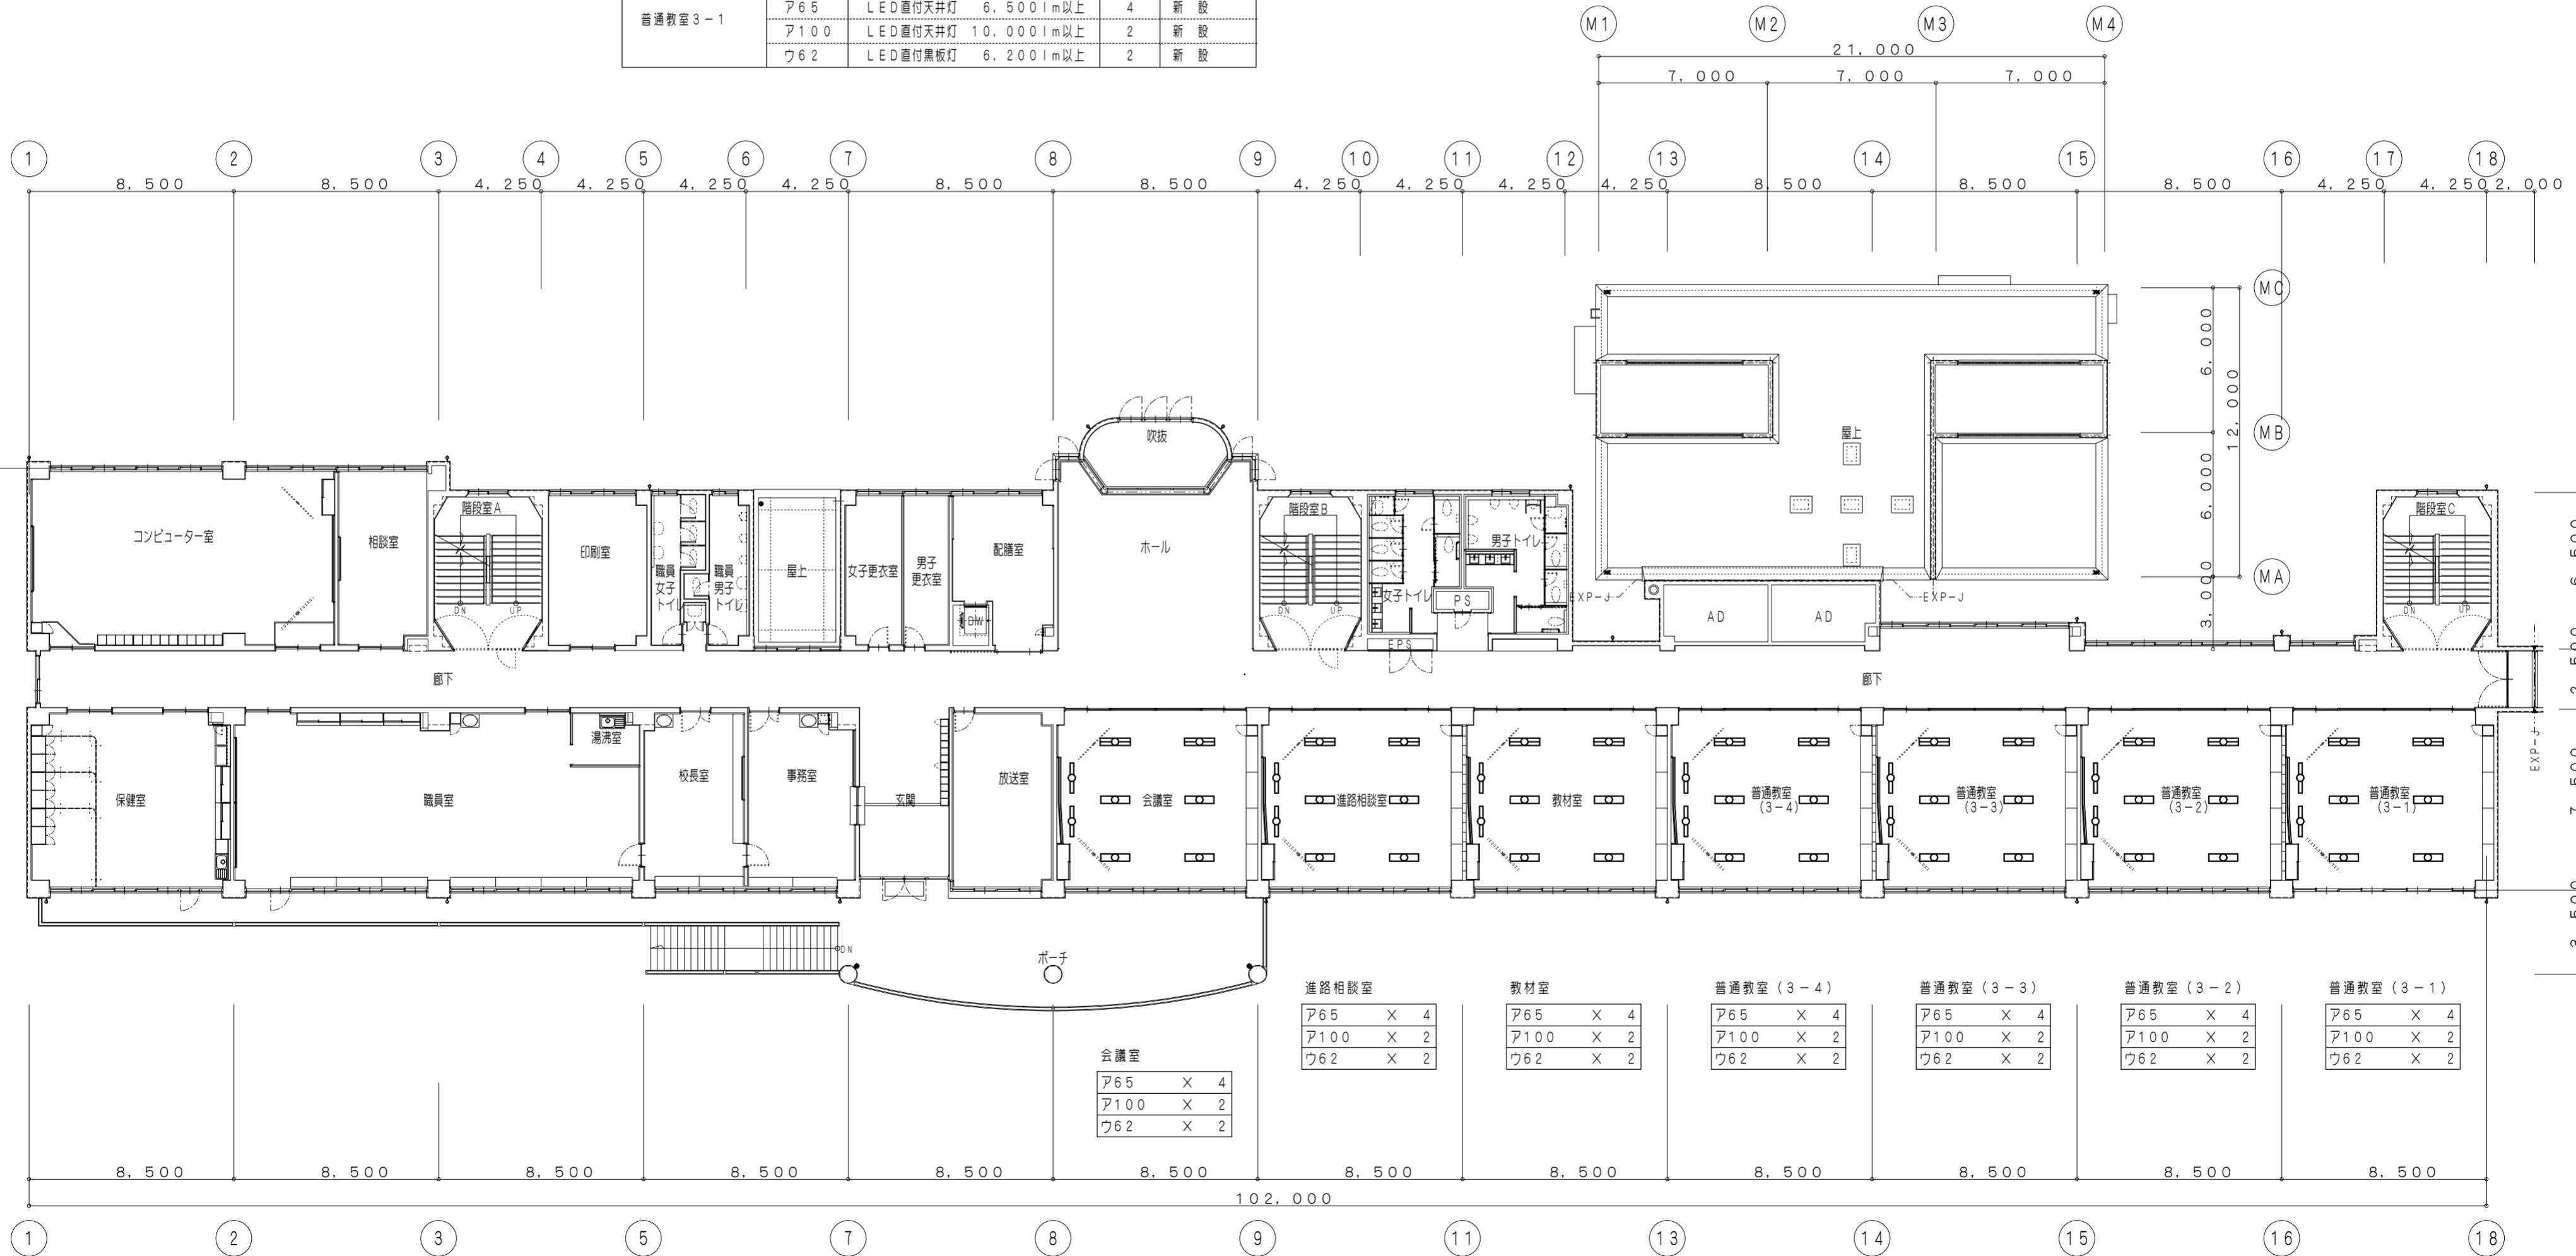 普通教室3-1
ア65 LED直付天井灯 6,500lm以上 4 新設
ア100 LED直付天井灯 10,000lm以上 2 新設
ウ62 LED直付黒板灯 6,200lm以上 2 新設
M1 M2 M3 M4
21,000
7,000 7,000 7,000
1 2 3 4 5 6 7 8 9 10 11 12 13 14 15 16 17 18
8,500 8,500 4,250 4,250 4,250 4,250 8,500 8,500 4,250 4,250 4,250 4,250 8,500 8,500 8,500 4,250 4,250 2,000
MC
6,000
12,000
MB
6,000
MA
3,000
吹抜
屋上
コンピューター室
相談室
階段室A
DN UP
印刷室
職員
女子
トイレ
職員
男子
トイレ
屋上
女子更衣室
男子
更衣室
配膳室
DW
ホール
階段室B
DN UP
女子トイレ
男子トイレ
PS
EPS
EXP-J
EXP-J
AD AD
階段室C
DN UP
6,500
廊下 廊下
EXP-J
保健室
職員室
湯沸室
校長室
事務室
玄関
放送室
会議室
進路相談室
教材室
普通教室
(3-4)
普通教室
(3-3)
普通教室
(3-2)
普通教室
(3-1)
7,500
DN
ポーチ
会議室
ア65 × 4
ア100 × 2
ウ62 × 2
進路相談室
ア65 × 4
ア100 × 2
ウ62 × 2
教材室
ア65 × 4
ア100 × 2
ウ62 × 2
普通教室(3-4)
ア65 × 4
ア100 × 2
ウ62 × 2
普通教室(3-3)
ア65 × 4
ア100 × 2
ウ62 × 2
普通教室(3-2)
ア65 × 4
ア100 × 2
ウ62 × 2
普通教室(3-1)
ア65 × 4
ア100 × 2
ウ62 × 2
8,500 8,500 8,500 8,500 8,500 8,500 8,500 8,500 8,500 8,500 8,500 8,500
102,000
1 2 3 5 7 8 9 11 13 14 15 16 18